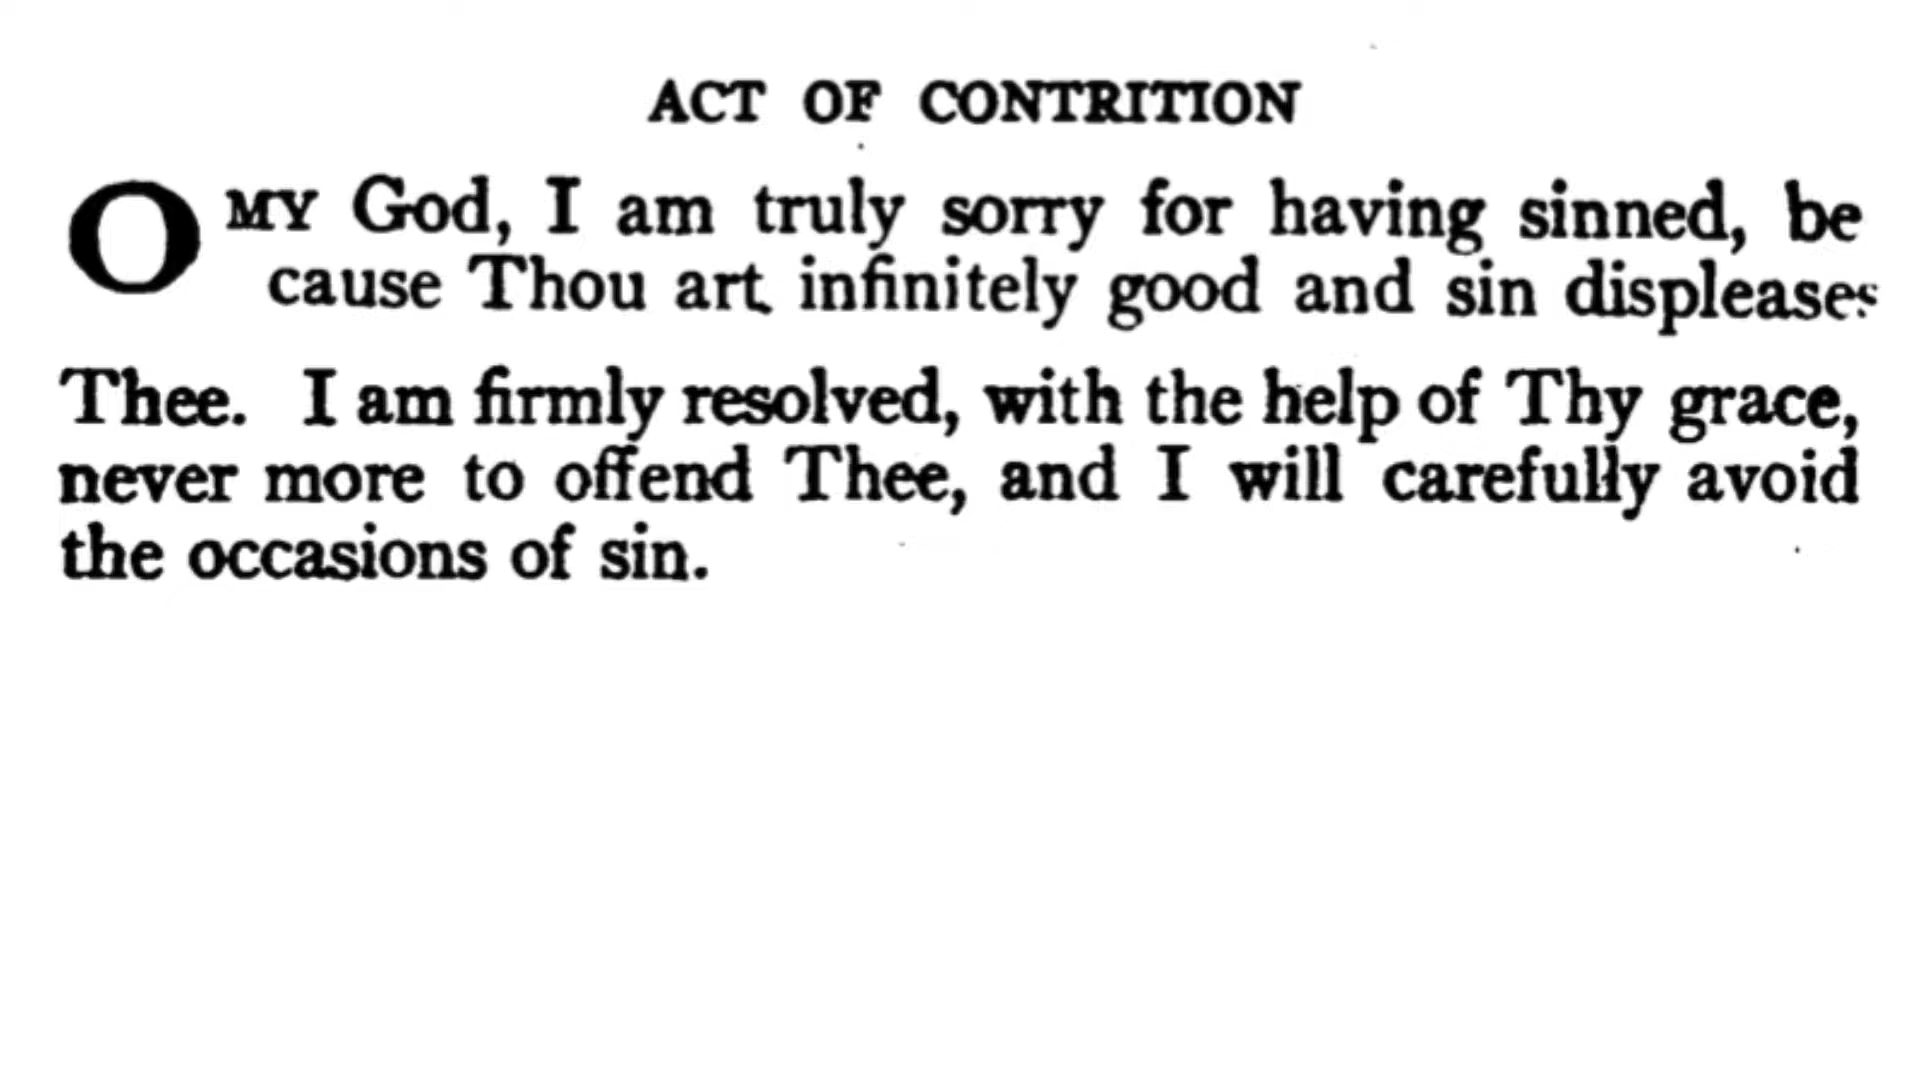 ACT OF CONTRITION
O MY God, I am truly sorry for having sinned, be
cause Thou art infinitely good and sin displeases
Thee. I am firmly resolved, with the help of Thy grace,
never more to offend Thee, and I will carefully avoid
the occasions of sin.